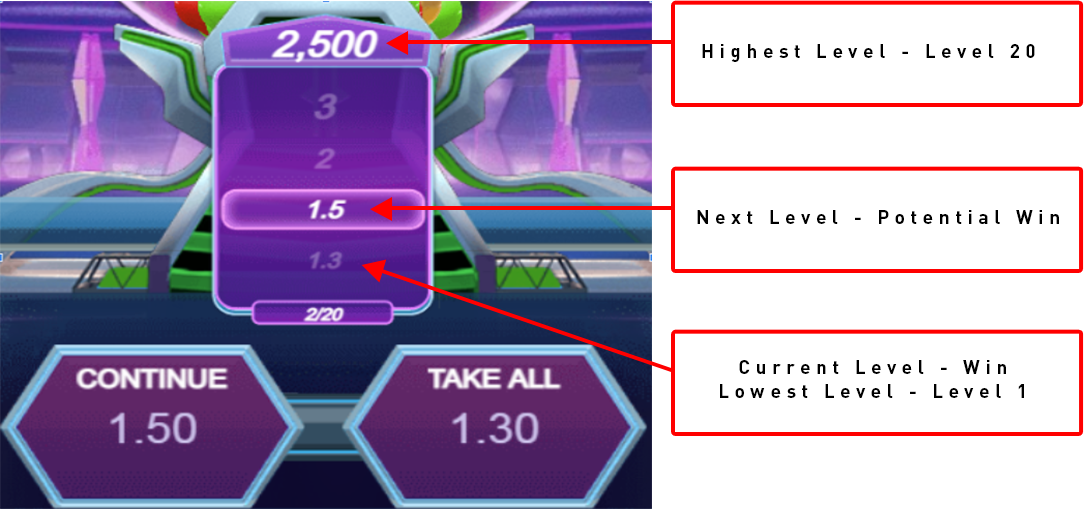 2,500
3
2
1.5
1.3
2/20
CONTINUE
1.50
TAKE ALL
1.30
Highest Level - Level 20
Next Level - Potential Win
Current Level - Win
Lowest Level - Level 1